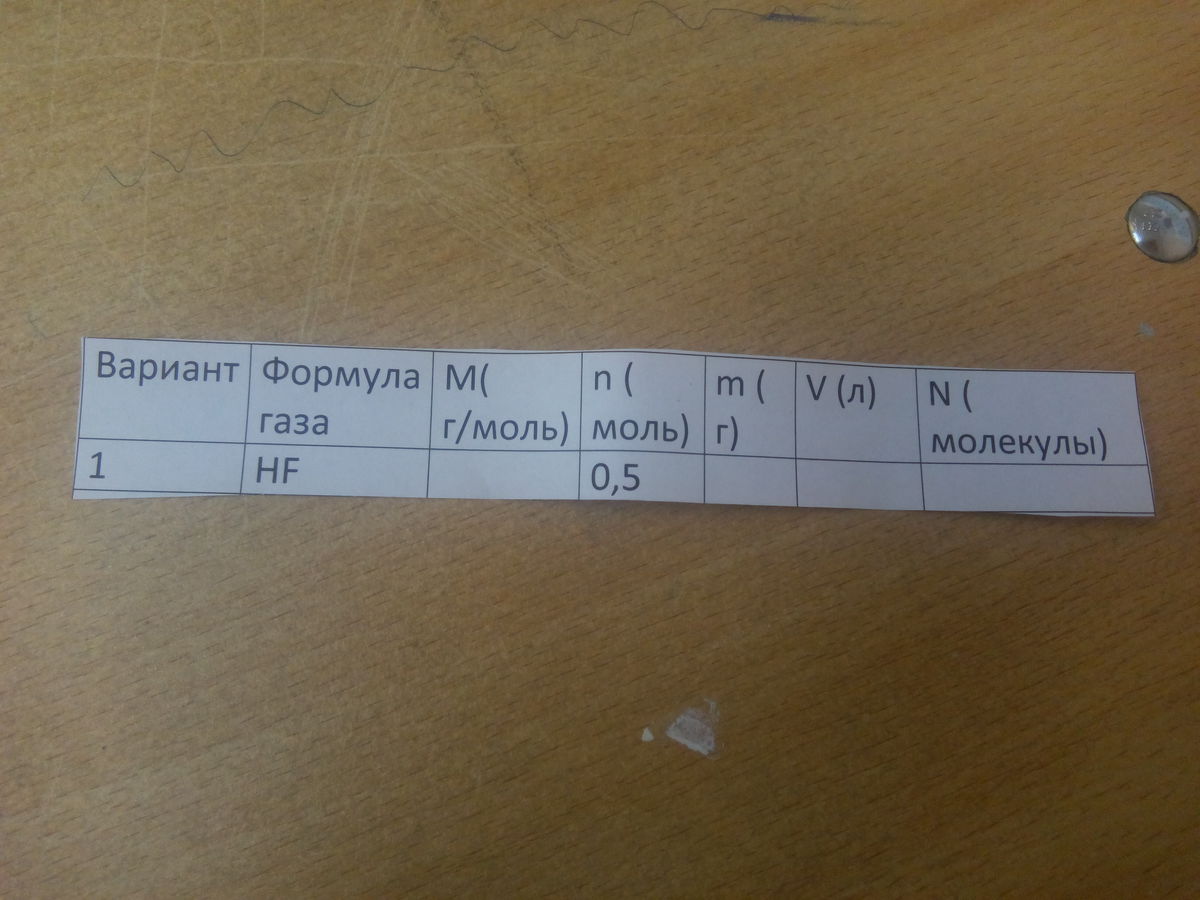 Вариант
Формула
газа
M(
г/моль)
n (
моль)
m (
г)
V (л)
N (
молекулы)
1
HF
0,5